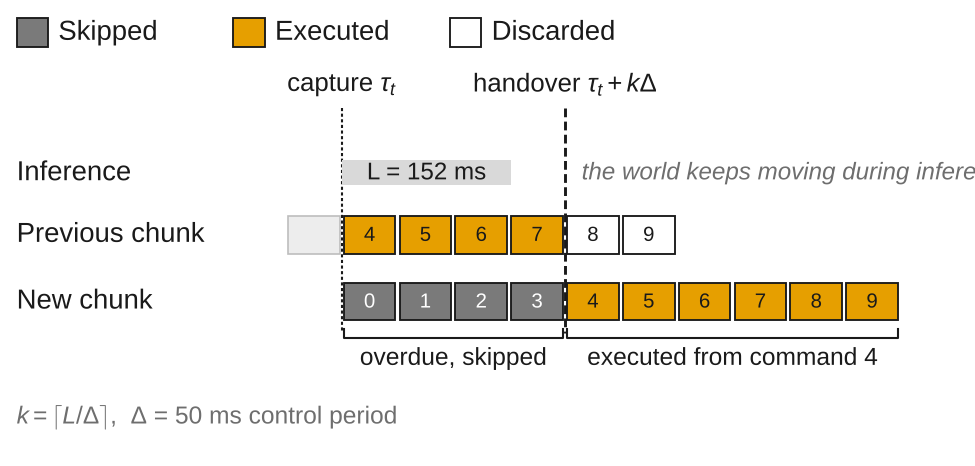 Skipped Executed Discarded
capture τt handover τt + kΔ
Inference L = 152 ms the world keeps moving during infere
Previous chunk 4 5 6 7 8 9
New chunk 0 1 2 3 4 5 6 7 8 9
overdue, skipped executed from command 4
k = ⌈L/Δ⌉, Δ = 50 ms control period